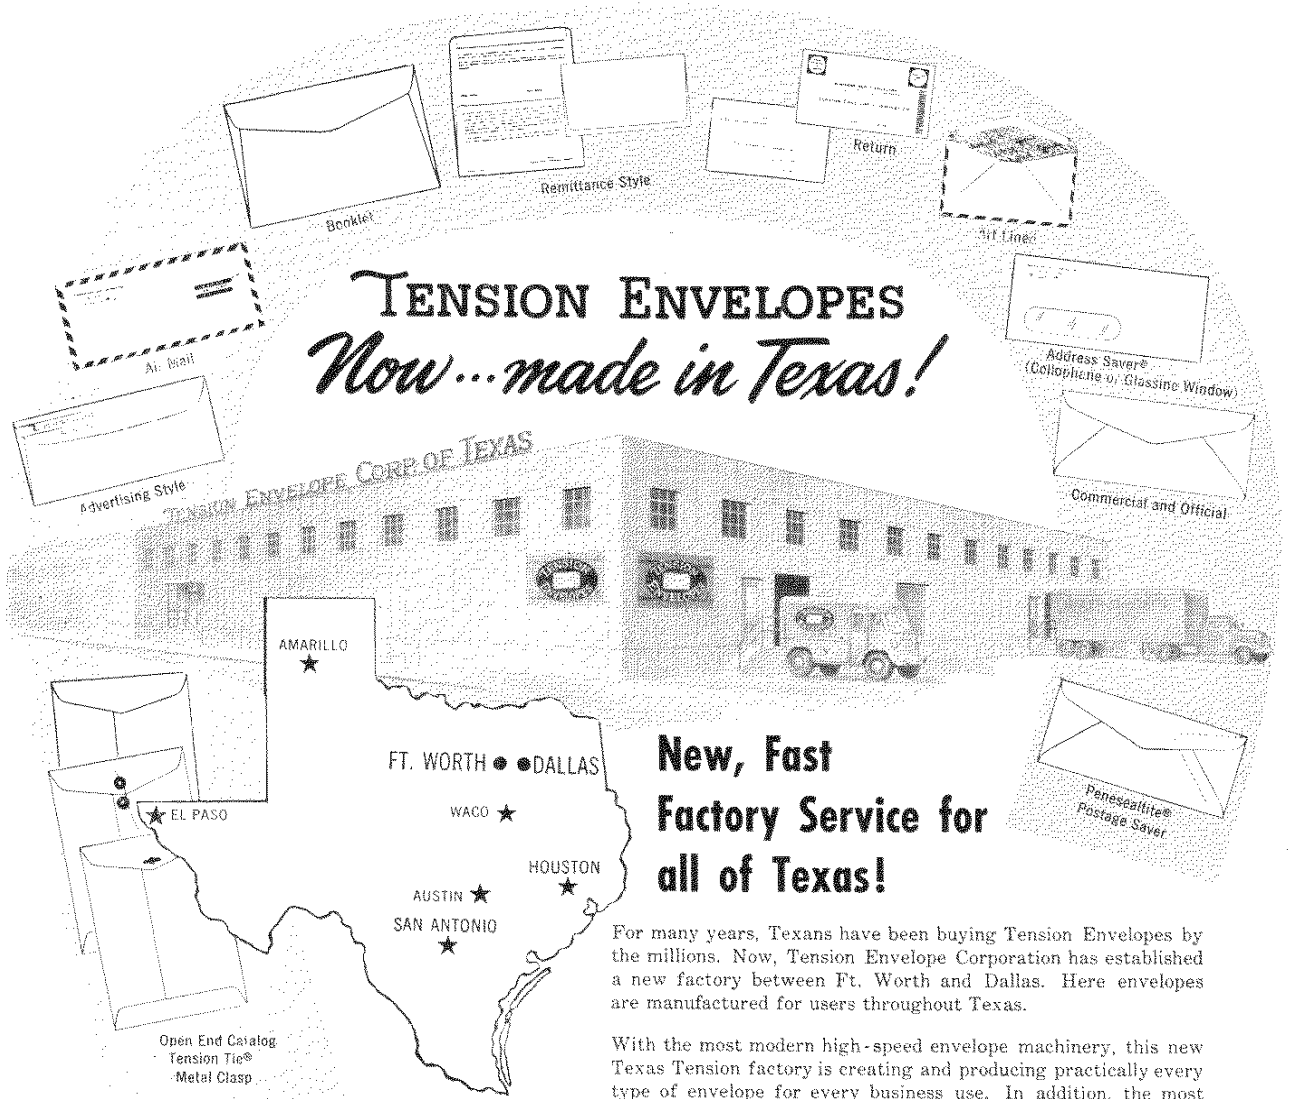 Booklet
Remittance Style
Return
Art Lined
Air Mail
Address Saver®
(Cellophane or Glassine Window)
Advertising Style
Commercial and Official
TENSION ENVELOPES
Now...made in Texas!
TENSION ENVELOPE CORP. OF TEXAS
TENSION
TENSION
AMARILLO
FT. WORTH
DALLAS
EL PASO
WACO
HOUSTON
AUSTIN
SAN ANTONIO
Penesealtite®
Postage Saver
Open End Catalog
Tension Tie®
Metal Clasp
New, Fast
Factory Service for
all of Texas!
For many years, Texans have been buying Tension Envelopes by
the millions. Now, Tension Envelope Corporation has established
a new factory between Ft. Worth and Dallas. Here envelopes
are manufactured for users throughout Texas.
With the most modern high-speed envelope machinery, this new
Texas Tension factory is creating and producing practically every
type of envelope for every business use. In addition, the most